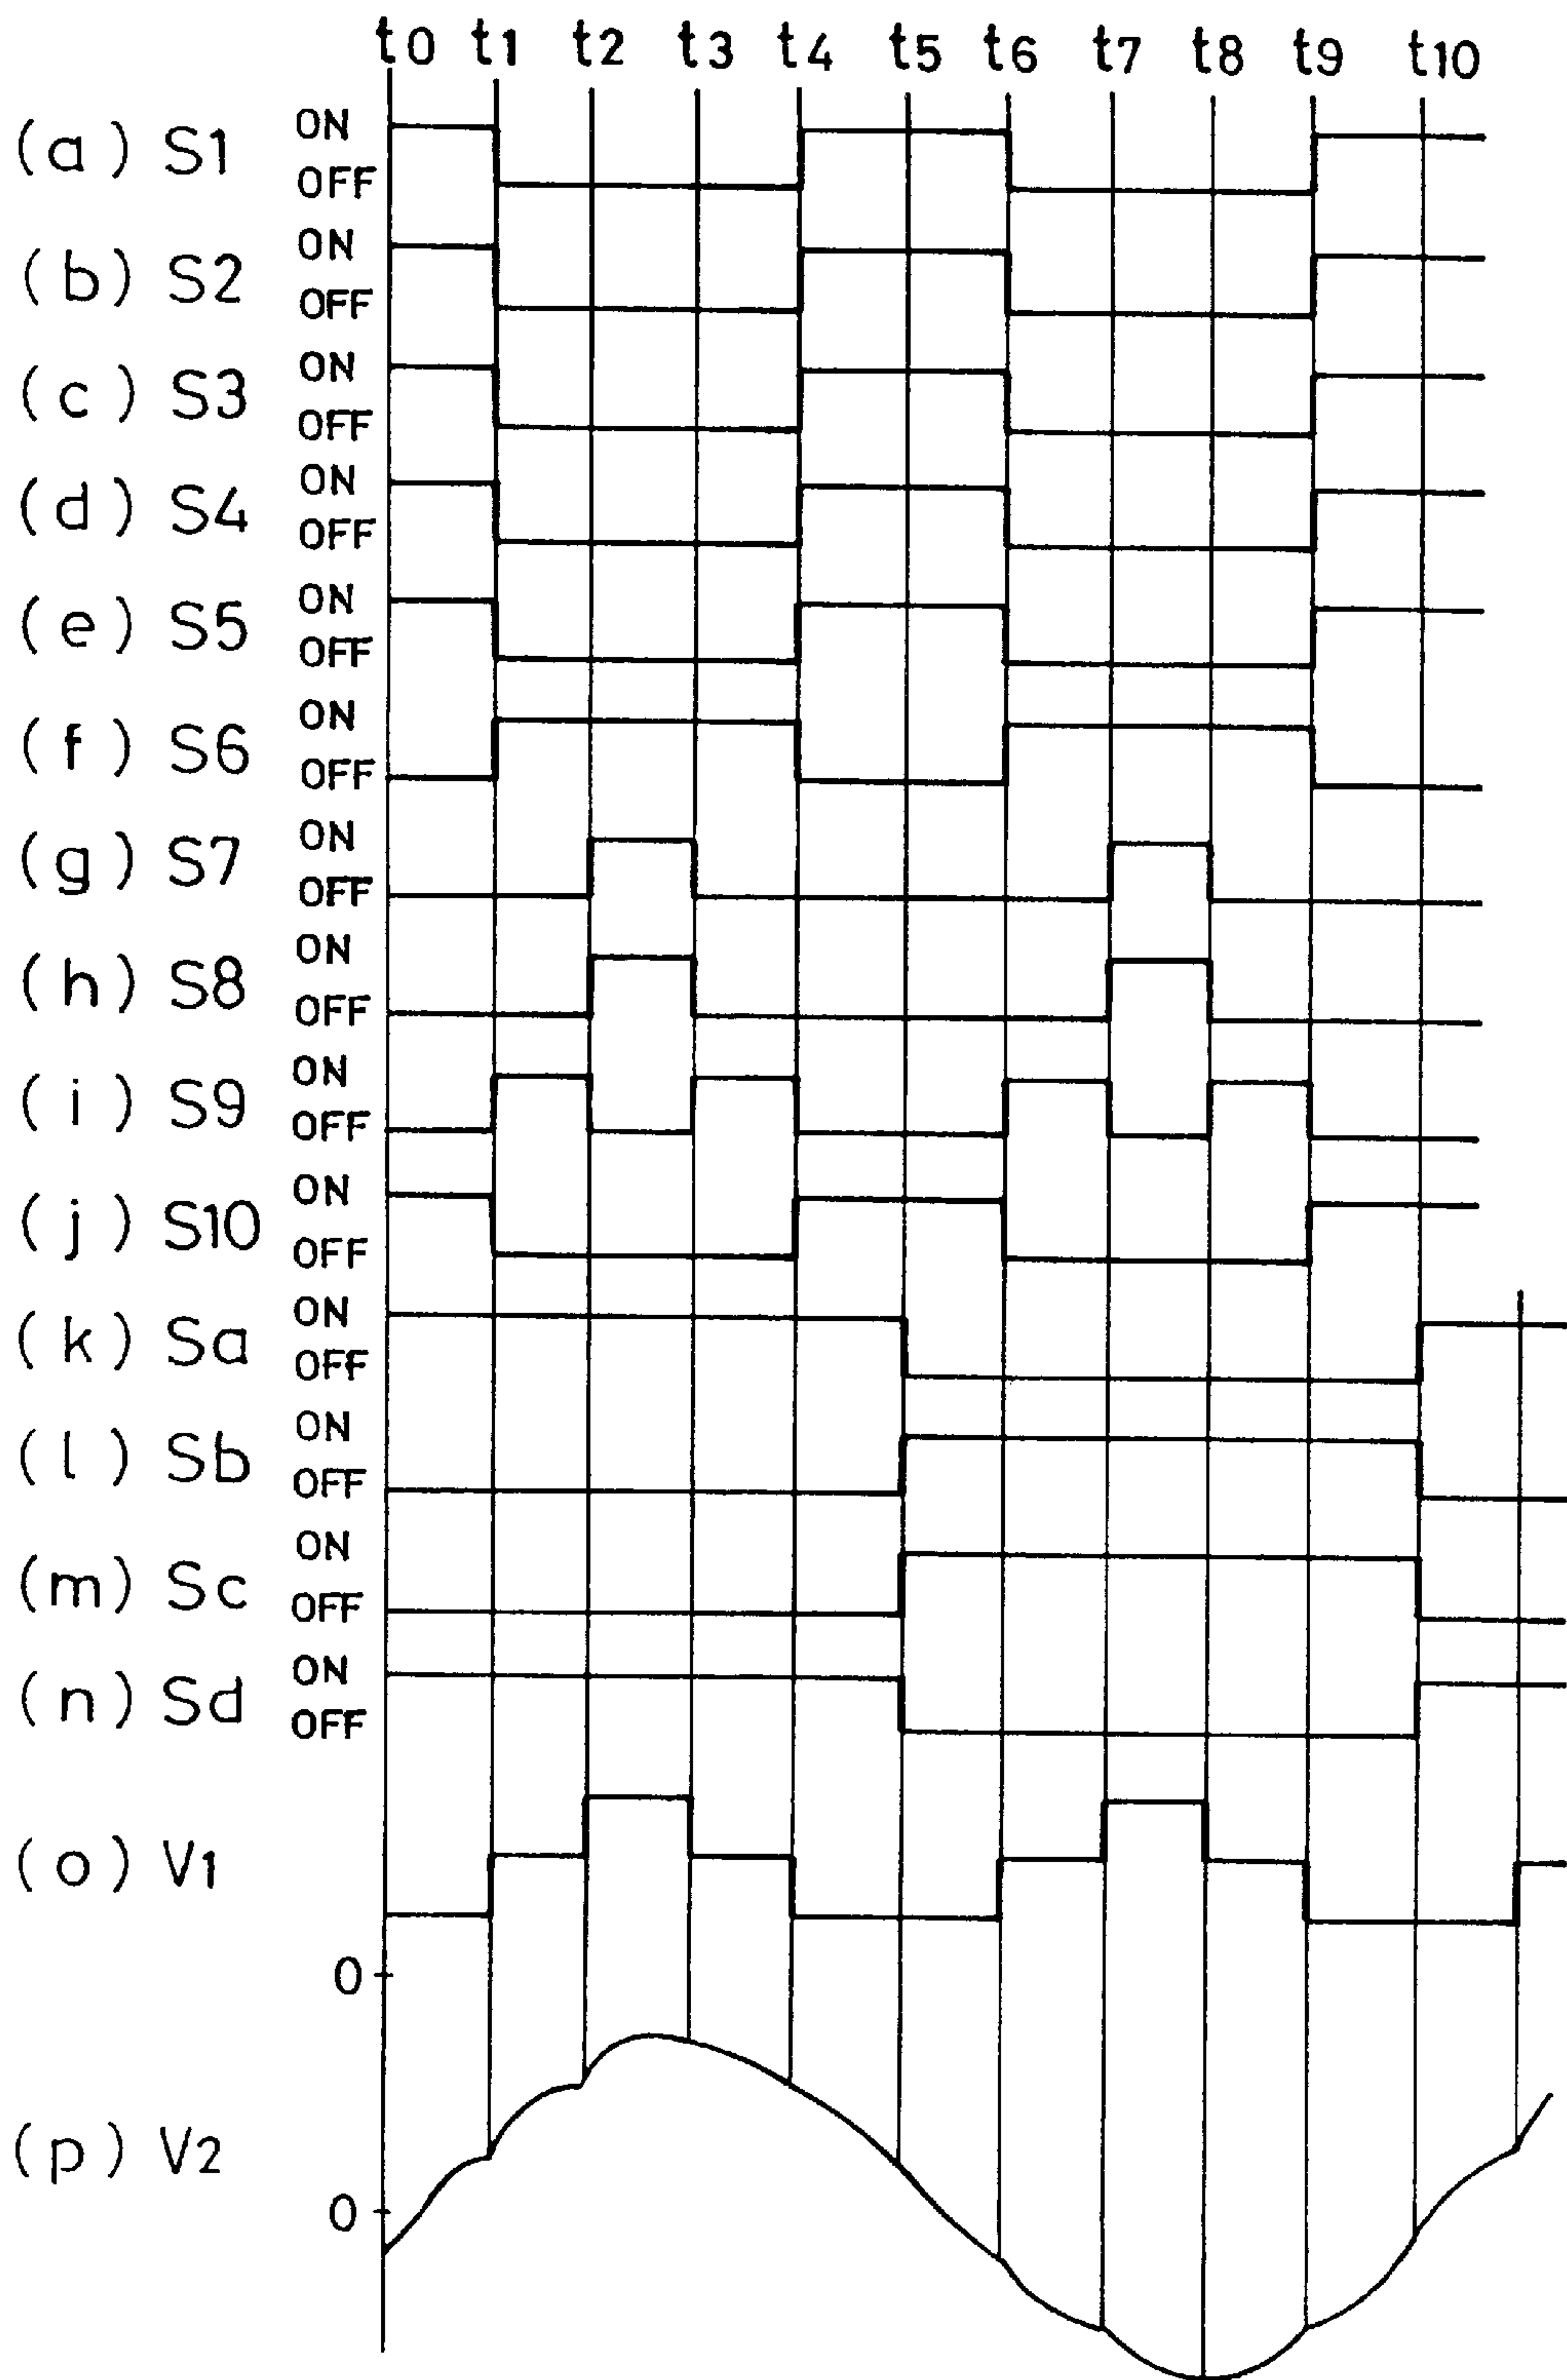 t0 t1 t2 t3 t4 t5 t6 t7 t8 t9 t10
(a) S1 ON
OFF
(b) S2 ON
OFF
(c) S3 ON
OFF
(d) S4 ON
OFF
(e) S5 ON
OFF
(f) S6 ON
OFF
(g) S7 ON
OFF
(h) S8 ON
OFF
(i) S9 ON
OFF
(j) S10 ON
OFF
(k) Sa ON
OFF
(l) Sb ON
OFF
(m) Sc ON
OFF
(n) Sd ON
OFF
(o) V1
0
(p) V2
0